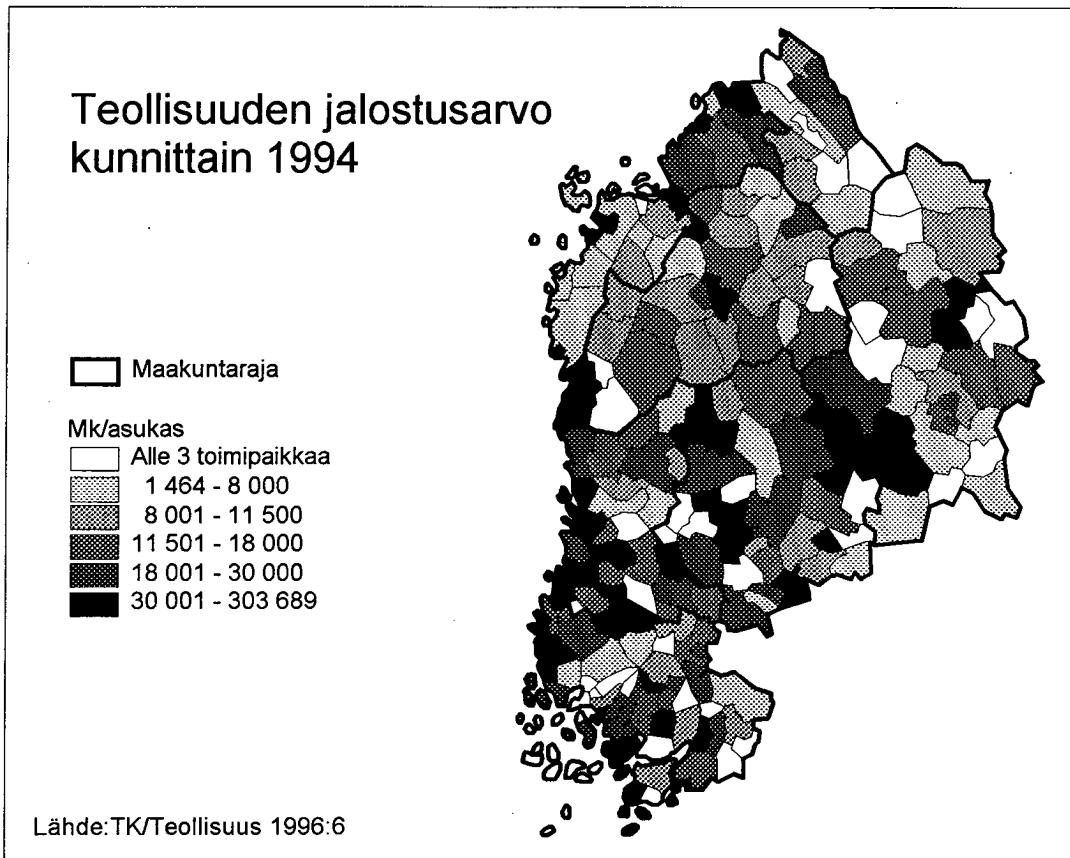 Teollisuuden jalostusarvo
kunnittain 1994
Maakuntaraja
Mk/asukas
Alle 3 toimipaikkaa
1 464 - 8 000
8 001 - 11 500
11 501 - 18 000
18 001 - 30 000
30 001 - 303 689
Lähde:TK/Teollisuus 1996:6